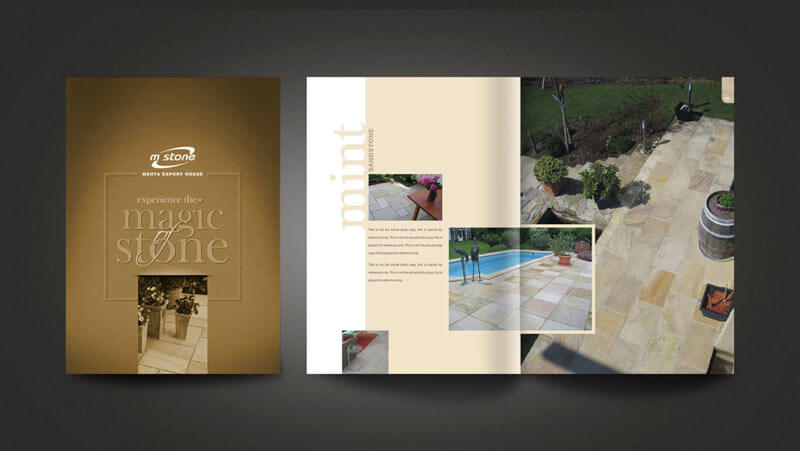 m stone
MEHTA EXPORT HOUSE
experience the
magic
of
stone
mint
SANDSTONE
This is not the actual body copy, this is placed for
reference only. This is not the actual body copy, this is
placed for reference only. This is not the actual body
copy, this is placed for reference only.
This is not the actual body copy, this is placed for
reference only. This is not the actual body copy, this is
placed for reference only.